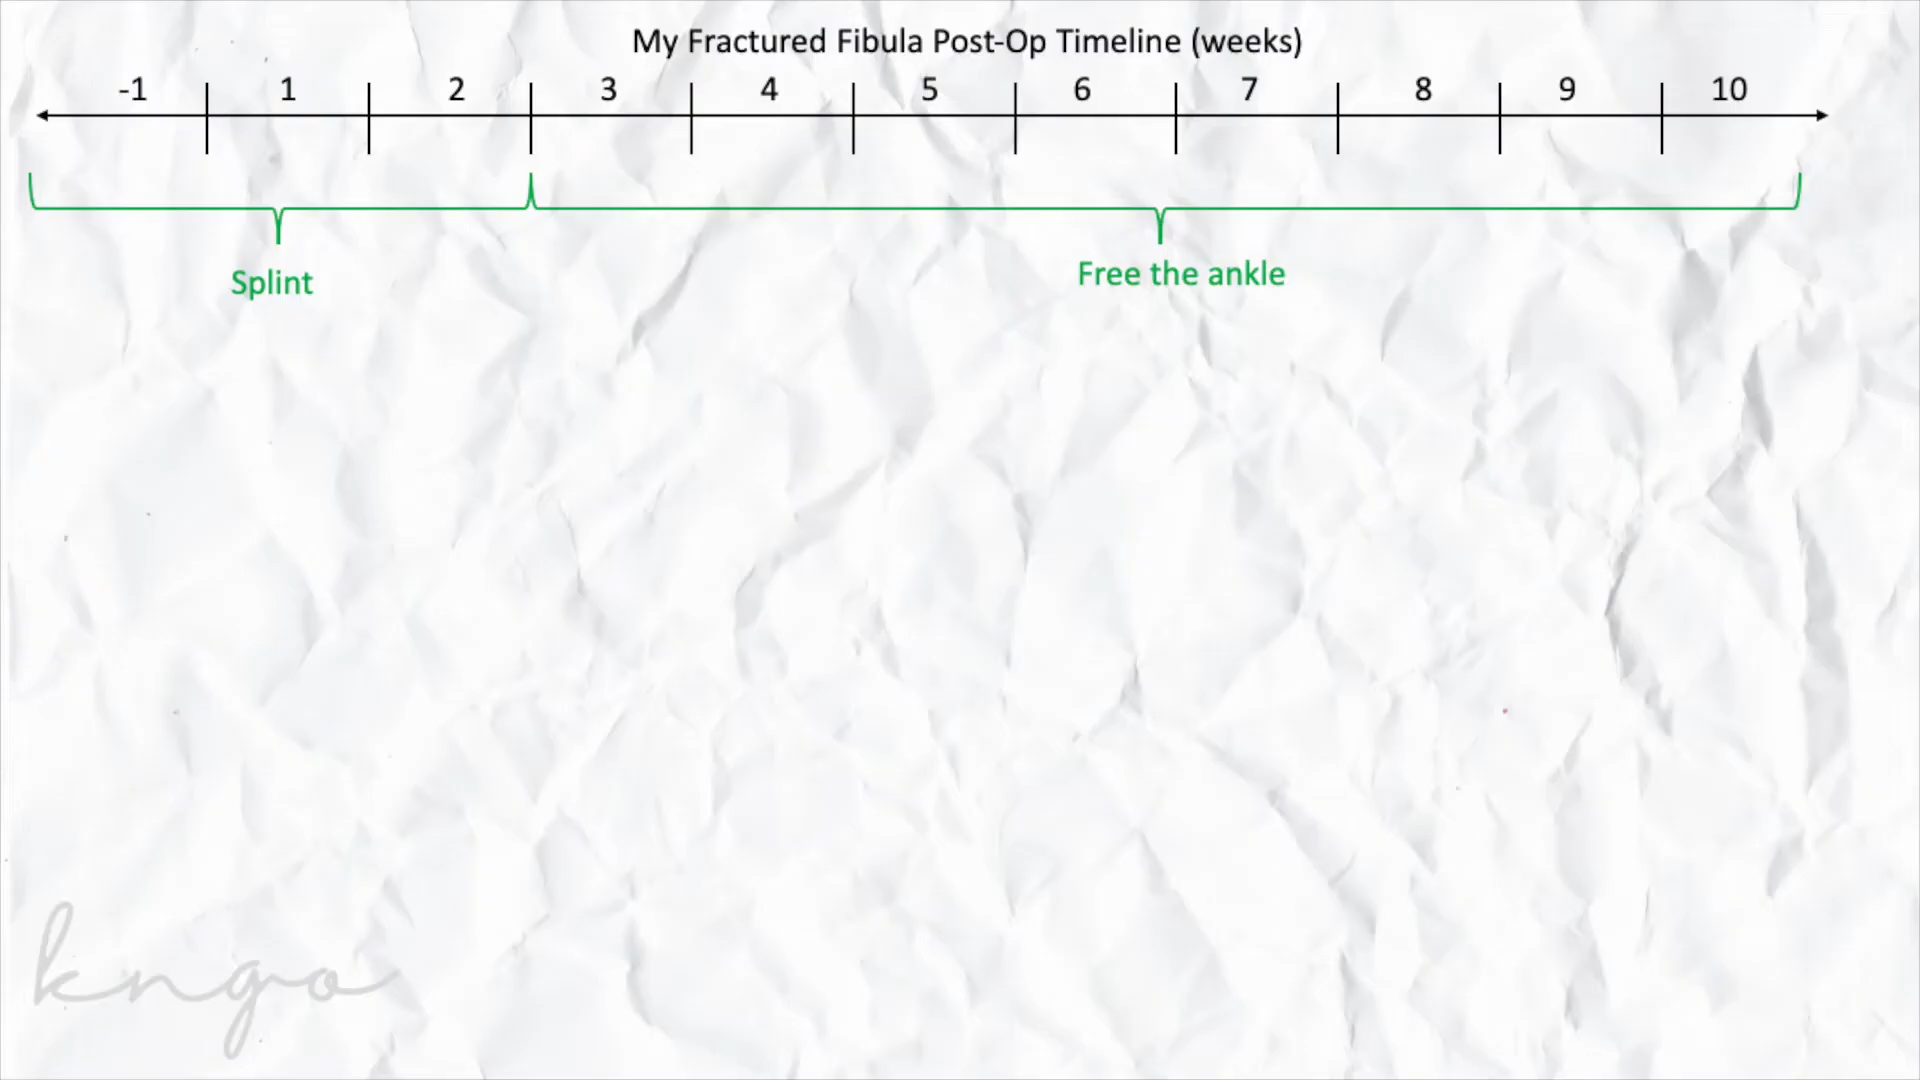 My Fractured Fibula Post-Op Timeline (weeks)
-1 1 2 3 4 5 6 7 8 9 10
Splint
Free the ankle
kngo